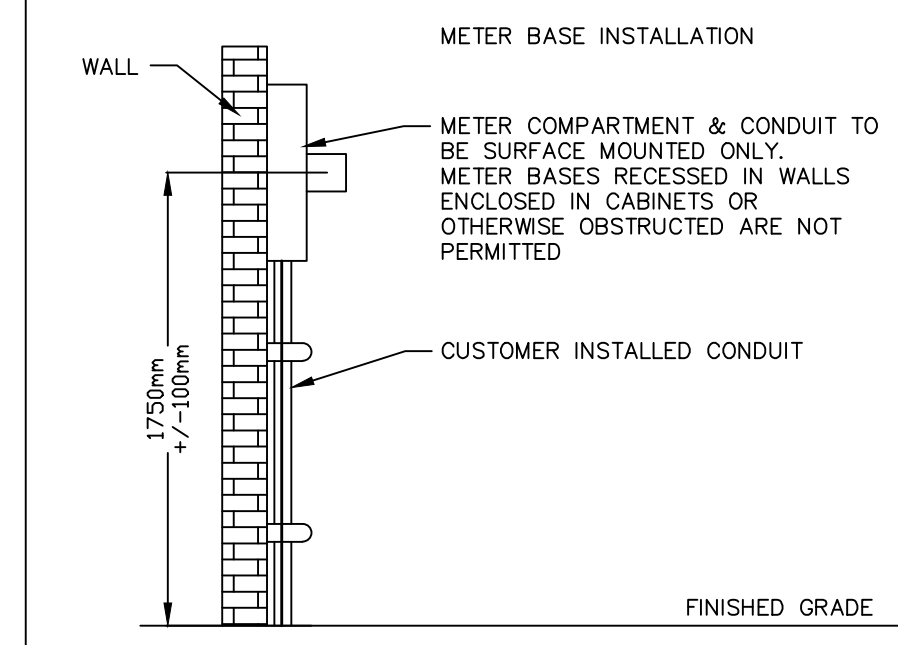 METER BASE INSTALLATION
WALL
METER COMPARTMENT & CONDUIT TO
BE SURFACE MOUNTED ONLY.
METER BASES RECESSED IN WALLS
ENCLOSED IN CABINETS OR
OTHERWISE OBSTRUCTED ARE NOT
PERMITTED
CUSTOMER INSTALLED CONDUIT
1750mm
+/-100mm
FINISHED GRADE